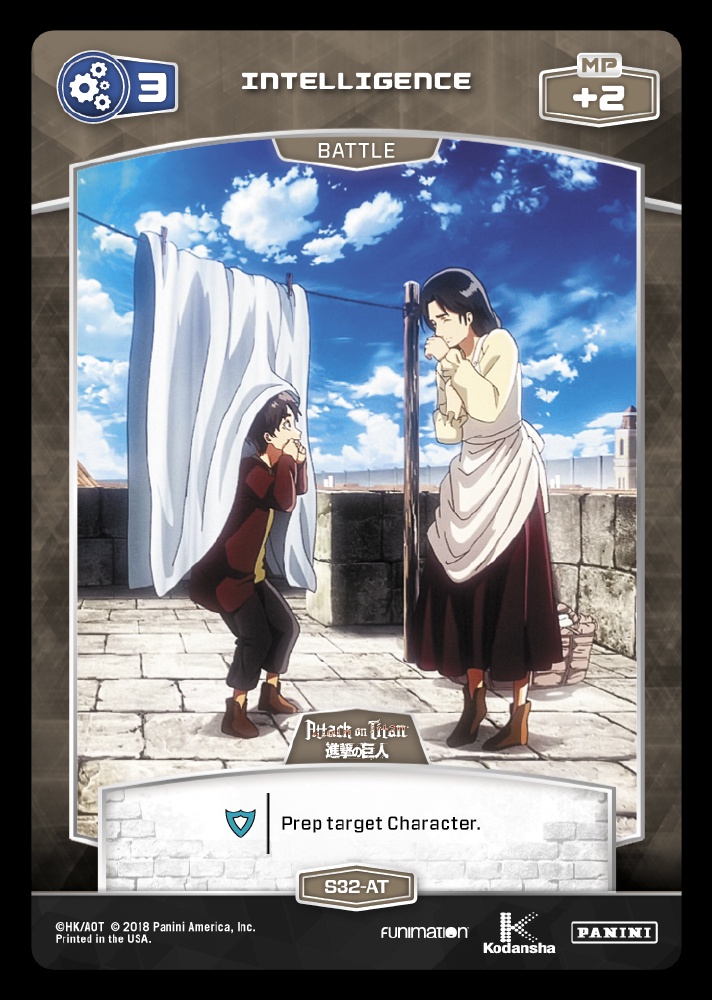 3
INTELLIGENCE
MP
+2
BATTLE
Attack on Titan
進撃の巨人
Prep target Character.
S32-AT
©HK/AOT © 2018 Panini America, Inc.
Printed in the USA.
FUNIMATION
Kodansha
PANINI